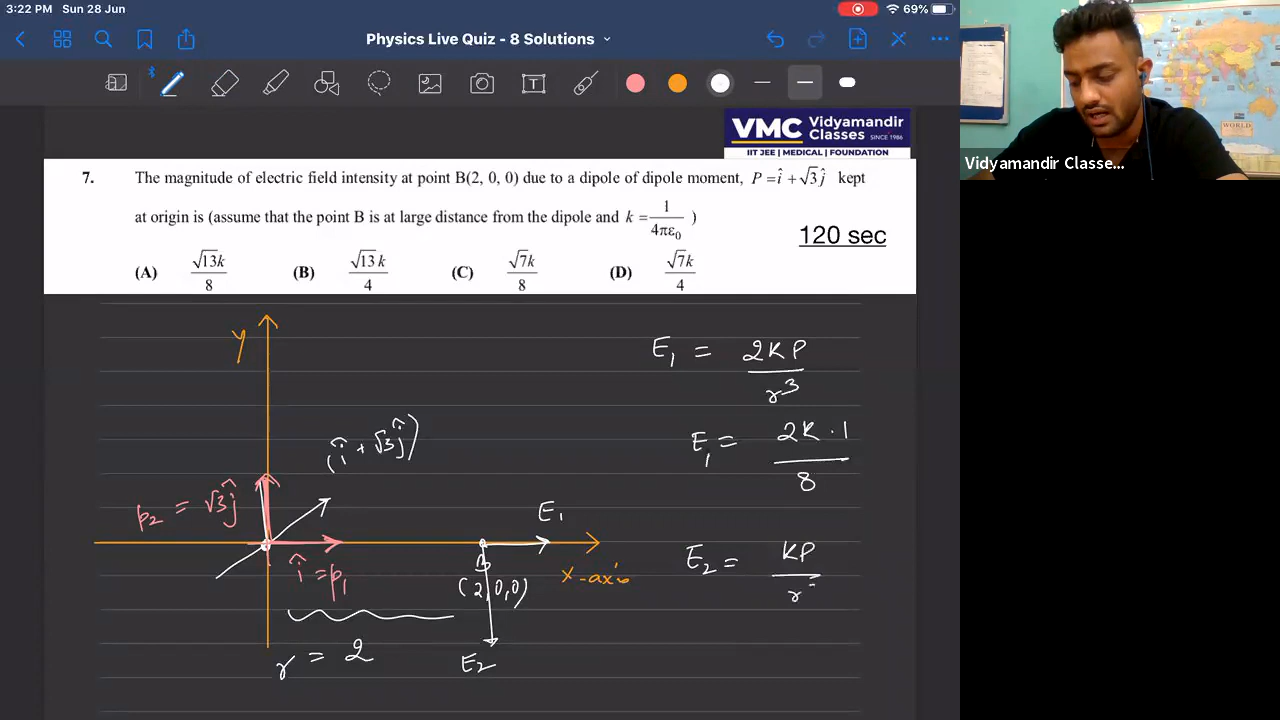 3:22 PM Sun 28 Jun
69%
Physics Live Quiz - 8 Solutions
VMC Vidyamandir Classes SINCE 1986
IIT JEE | MEDICAL | FOUNDATION
WORLD
Vidyamandir Classe...
7. The magnitude of electric field intensity at point B(2, 0, 0) due to a dipole of dipole moment, P = î + √3 ĵ kept
at origin is (assume that the point B is at large distance from the dipole and k = 1/4πε₀ )
120 sec
(A) √13k/8 (B) √13k/4 (C) √7k/8 (D) √7k/4
y
E₁ = 2KP/r³
(î + √3ĵ)
E₁ = 2K·1/8
p₂ = √3ĵ
E₁
î = p₁
B
(2,0,0)
x-axis
E₂ = KP/r
r = 2
E₂